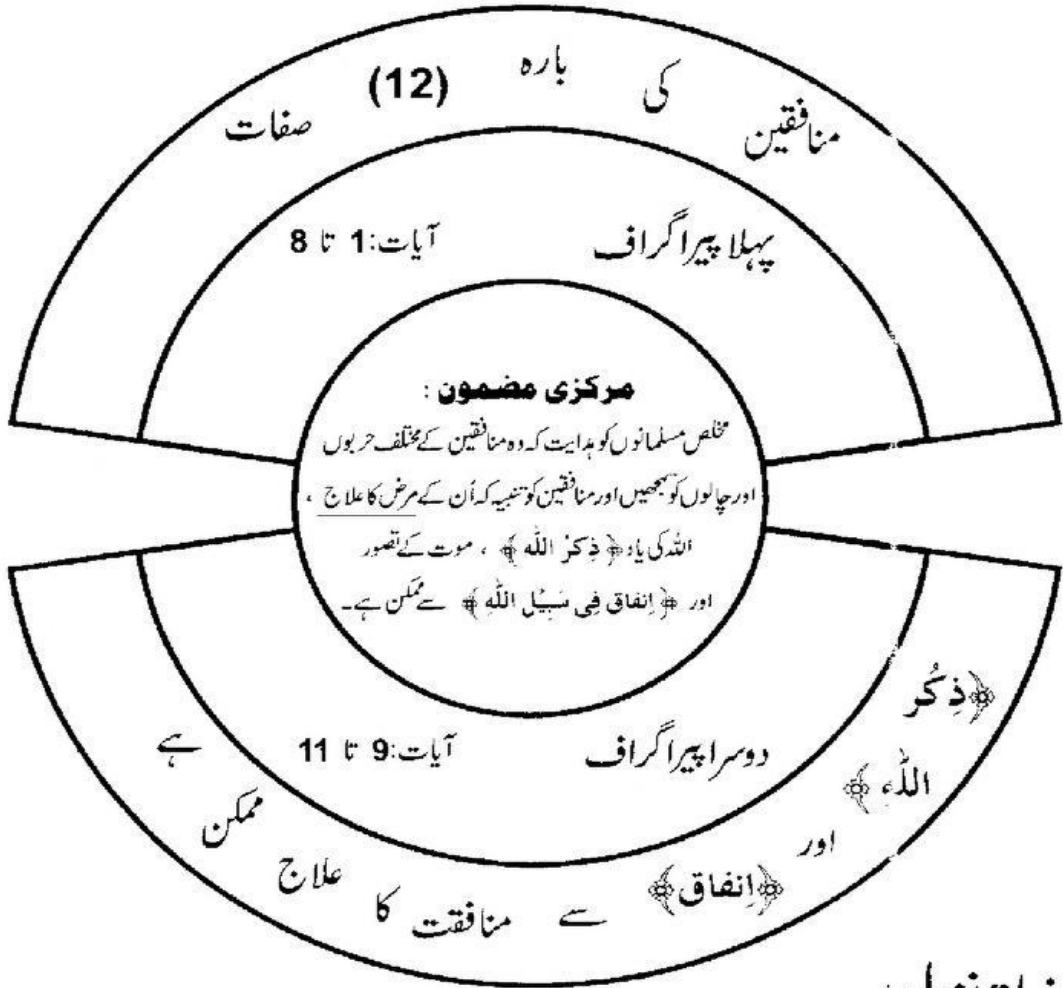 منافقین کی بارہ (12) صفات
پہلا پیراگراف آیات:1 تا 8
مرکزی مضمون :
مخلص مسلمانوں کو ہدایت کہ وہ منافقین کے مختلف حربوں
اور چالوں کو سمجھیں اور منافقین کو تنبیہ کہ اُن کے مرض کا علاج ،
اللہ کی یاد ﴿ذِکْرُ اللّٰه﴾ ، موت کے تصور
اور ﴿اِنفاق فِی سَبِیْلِ اللّٰهِ﴾ سے ممکن ہے۔
دوسرا پیراگراف آیات:9 تا 11
﴿ذِکْرُ اللّٰهِ﴾ اور ﴿اِنفاق﴾ سے منافقت کا علاج ممکن ہے